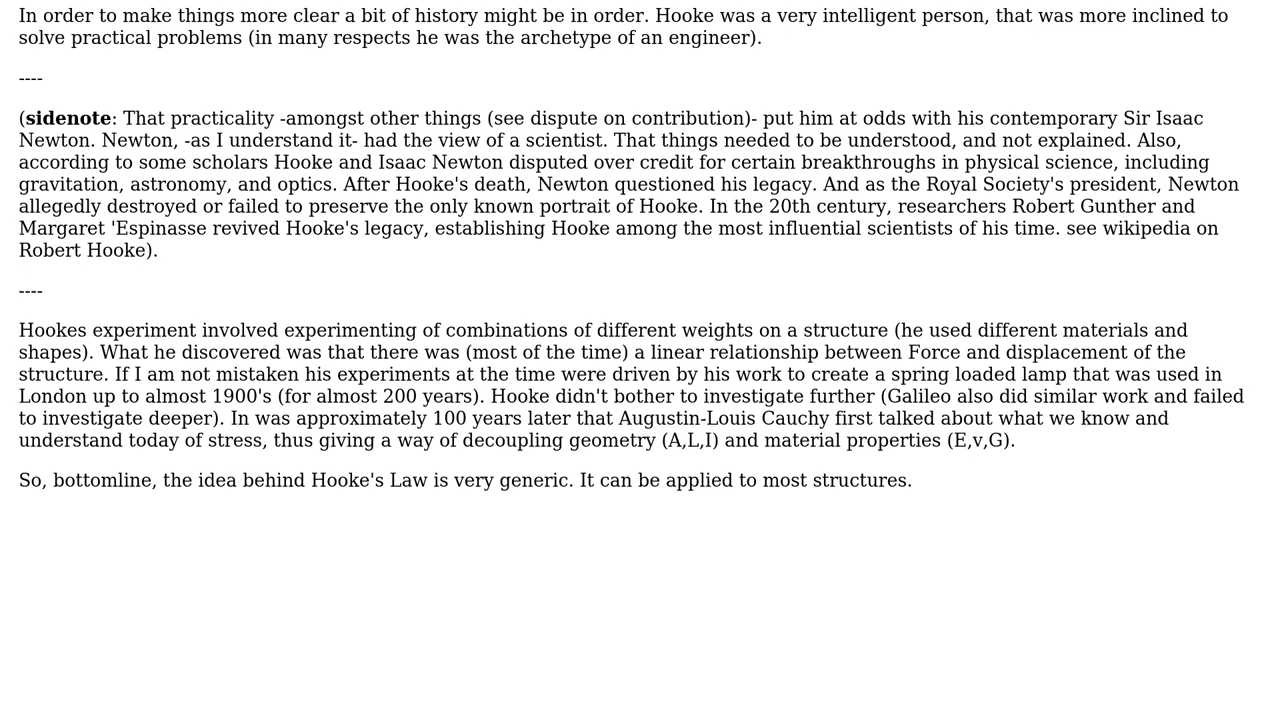 In order to make things more clear a bit of history might be in order. Hooke was a very intelligent person, that was more inclined to
solve practical problems (in many respects he was the archetype of an engineer).
----
(sidenote: That practicality -amongst other things (see dispute on contribution)- put him at odds with his contemporary Sir Isaac
Newton. Newton, -as I understand it- had the view of a scientist. That things needed to be understood, and not explained. Also,
according to some scholars Hooke and Isaac Newton disputed over credit for certain breakthroughs in physical science, including
gravitation, astronomy, and optics. After Hooke's death, Newton questioned his legacy. And as the Royal Society's president, Newton
allegedly destroyed or failed to preserve the only known portrait of Hooke. In the 20th century, researchers Robert Gunther and
Margaret 'Espinasse revived Hooke's legacy, establishing Hooke among the most influential scientists of his time. see wikipedia on
Robert Hooke).
----
Hookes experiment involved experimenting of combinations of different weights on a structure (he used different materials and
shapes). What he discovered was that there was (most of the time) a linear relationship between Force and displacement of the
structure. If I am not mistaken his experiments at the time were driven by his work to create a spring loaded lamp that was used in
London up to almost 1900's (for almost 200 years). Hooke didn't bother to investigate further (Galileo also did similar work and failed
to investigate deeper). In was approximately 100 years later that Augustin-Louis Cauchy first talked about what we know and
understand today of stress, thus giving a way of decoupling geometry (A,L,I) and material properties (E,v,G).
So, bottomline, the idea behind Hooke's Law is very generic. It can be applied to most structures.